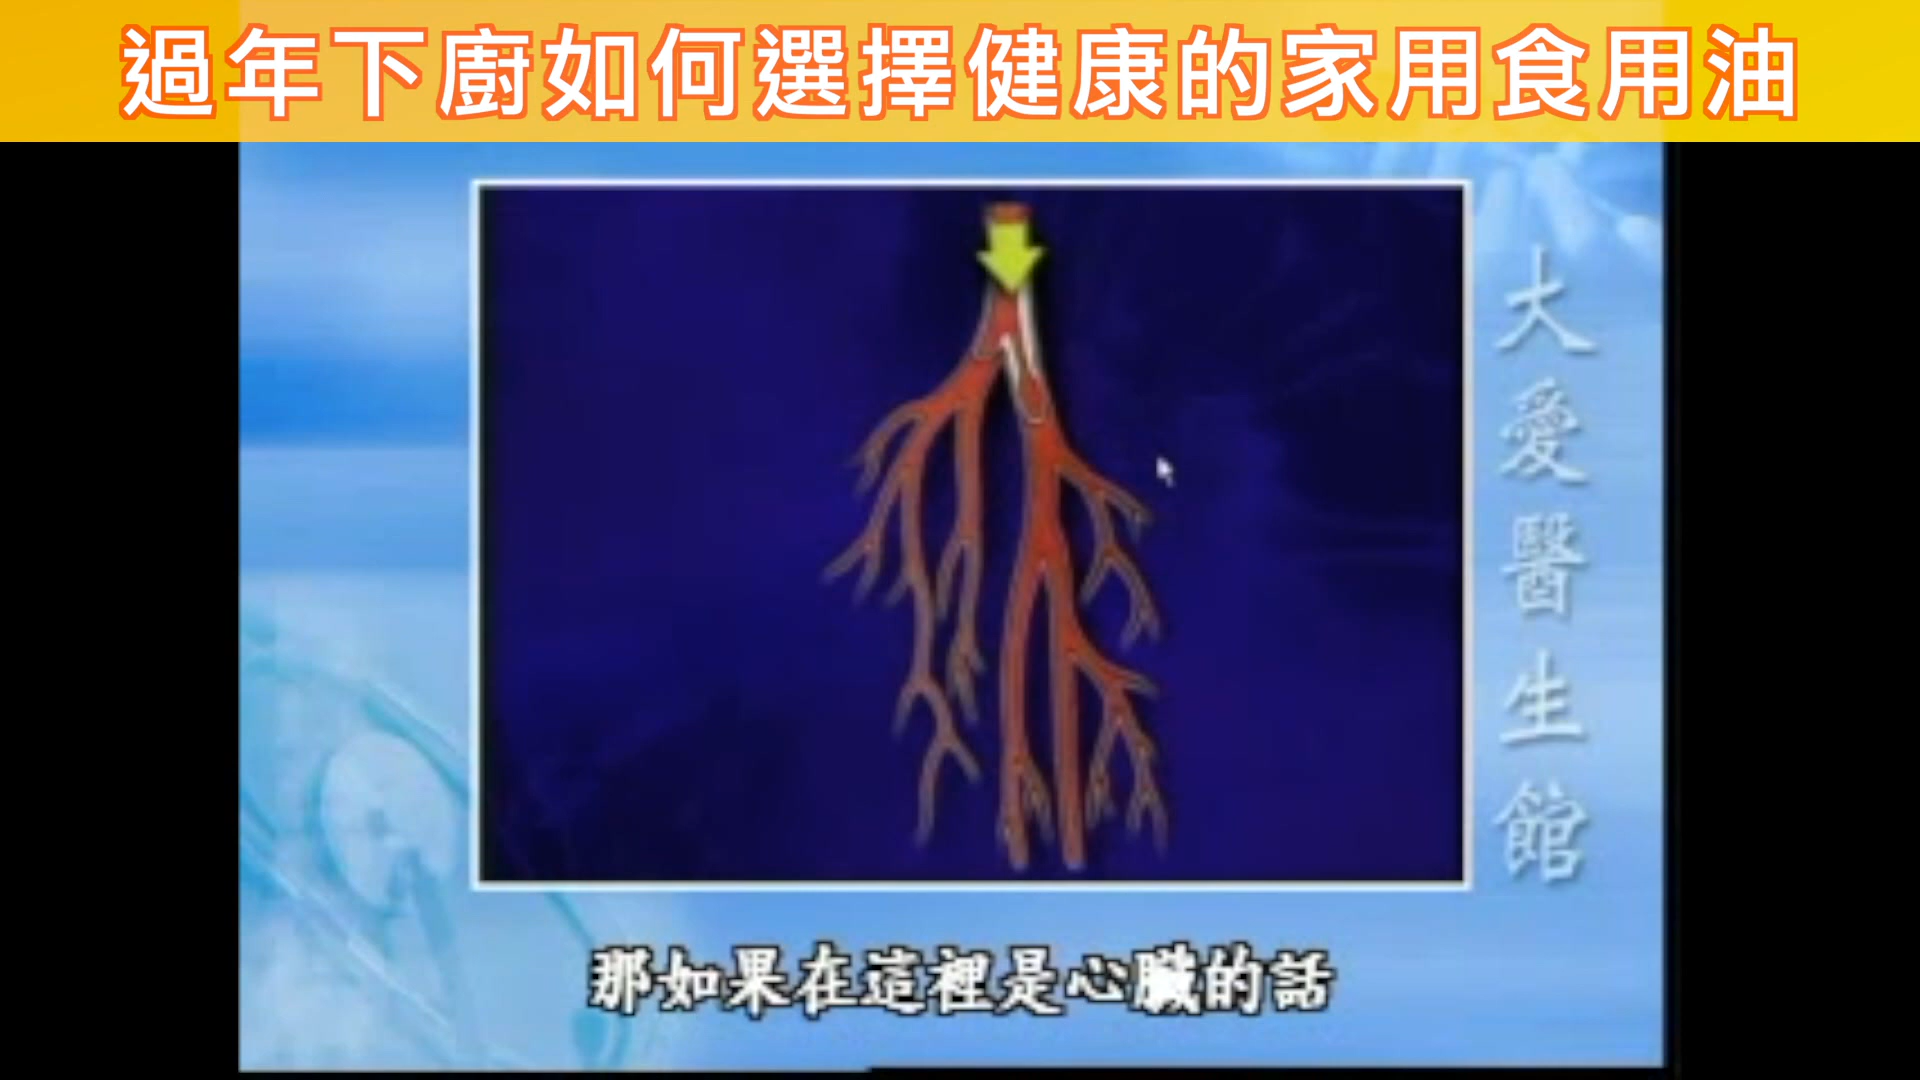 過年下廚如何選擇健康的家用食用油
大愛醫生館
那如果在這裡是心臟的話